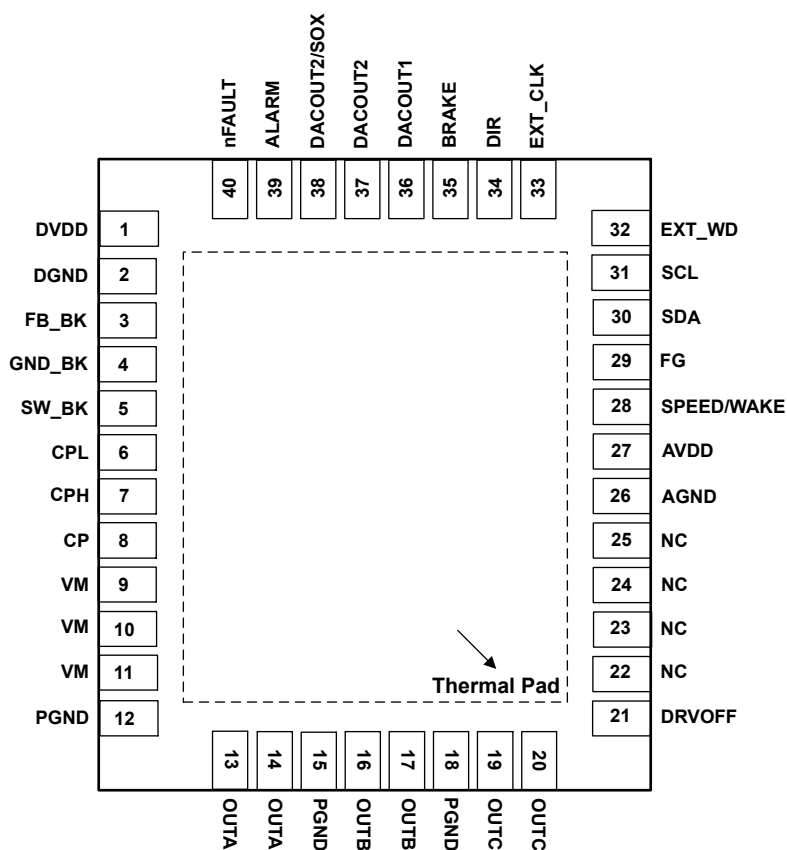 nFAULT
ALARM
DACOUT2/SOX
DACOUT2
DACOUT1
BRAKE
DIR
EXT_CLK
40
39
38
37
36
35
34
33
DVDD 1
DGND 2
FB_BK 3
GND_BK 4
SW_BK 5
CPL 6
CPH 7
CP 8
VM 9
VM 10
VM 11
PGND 12
32 EXT_WD
31 SCL
30 SDA
29 FG
28 SPEED/WAKE
27 AVDD
26 AGND
25 NC
24 NC
23 NC
22 NC
21 DRVOFF
Thermal Pad
13
14
15
16
17
18
19
20
OUTA
OUTA
PGND
OUTB
OUTB
PGND
OUTC
OUTC